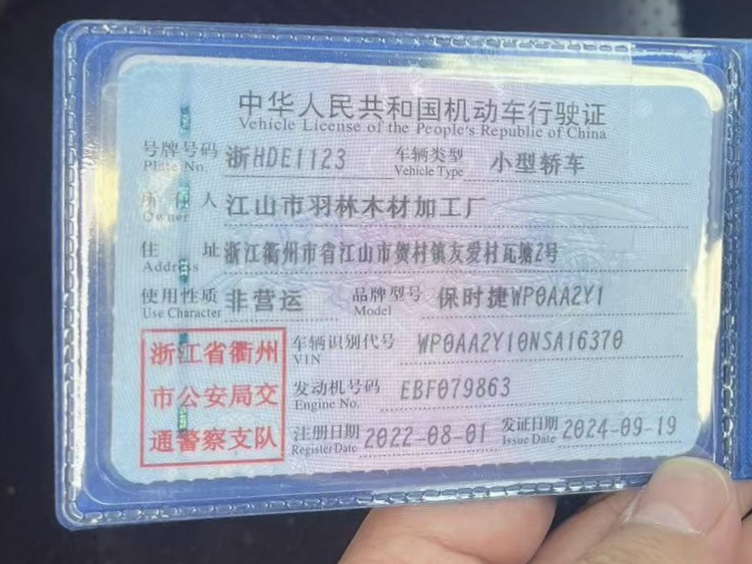 中华人民共和国机动车行驶证
Vehicle License of the People's Republic of China
号牌号码 浙HDE1123 车辆类型 小型轿车
Plate No. Vehicle Type
所有人 江山市羽林木材加工厂
Owner
住址 浙江衢州市省江山市贺村镇友爱村瓦塘2号
Address
使用性质 非营运 品牌型号 保时捷WP0AA2Y1
Use Character Model
浙江省衢州
市公安局交
通警察支队
车辆识别代号 WP0AA2Y10NSA16370
VIN
发动机号码 EBF079863
Engine No.
注册日期 2022-08-01 发证日期 2024-09-19
Register Date Issue Date